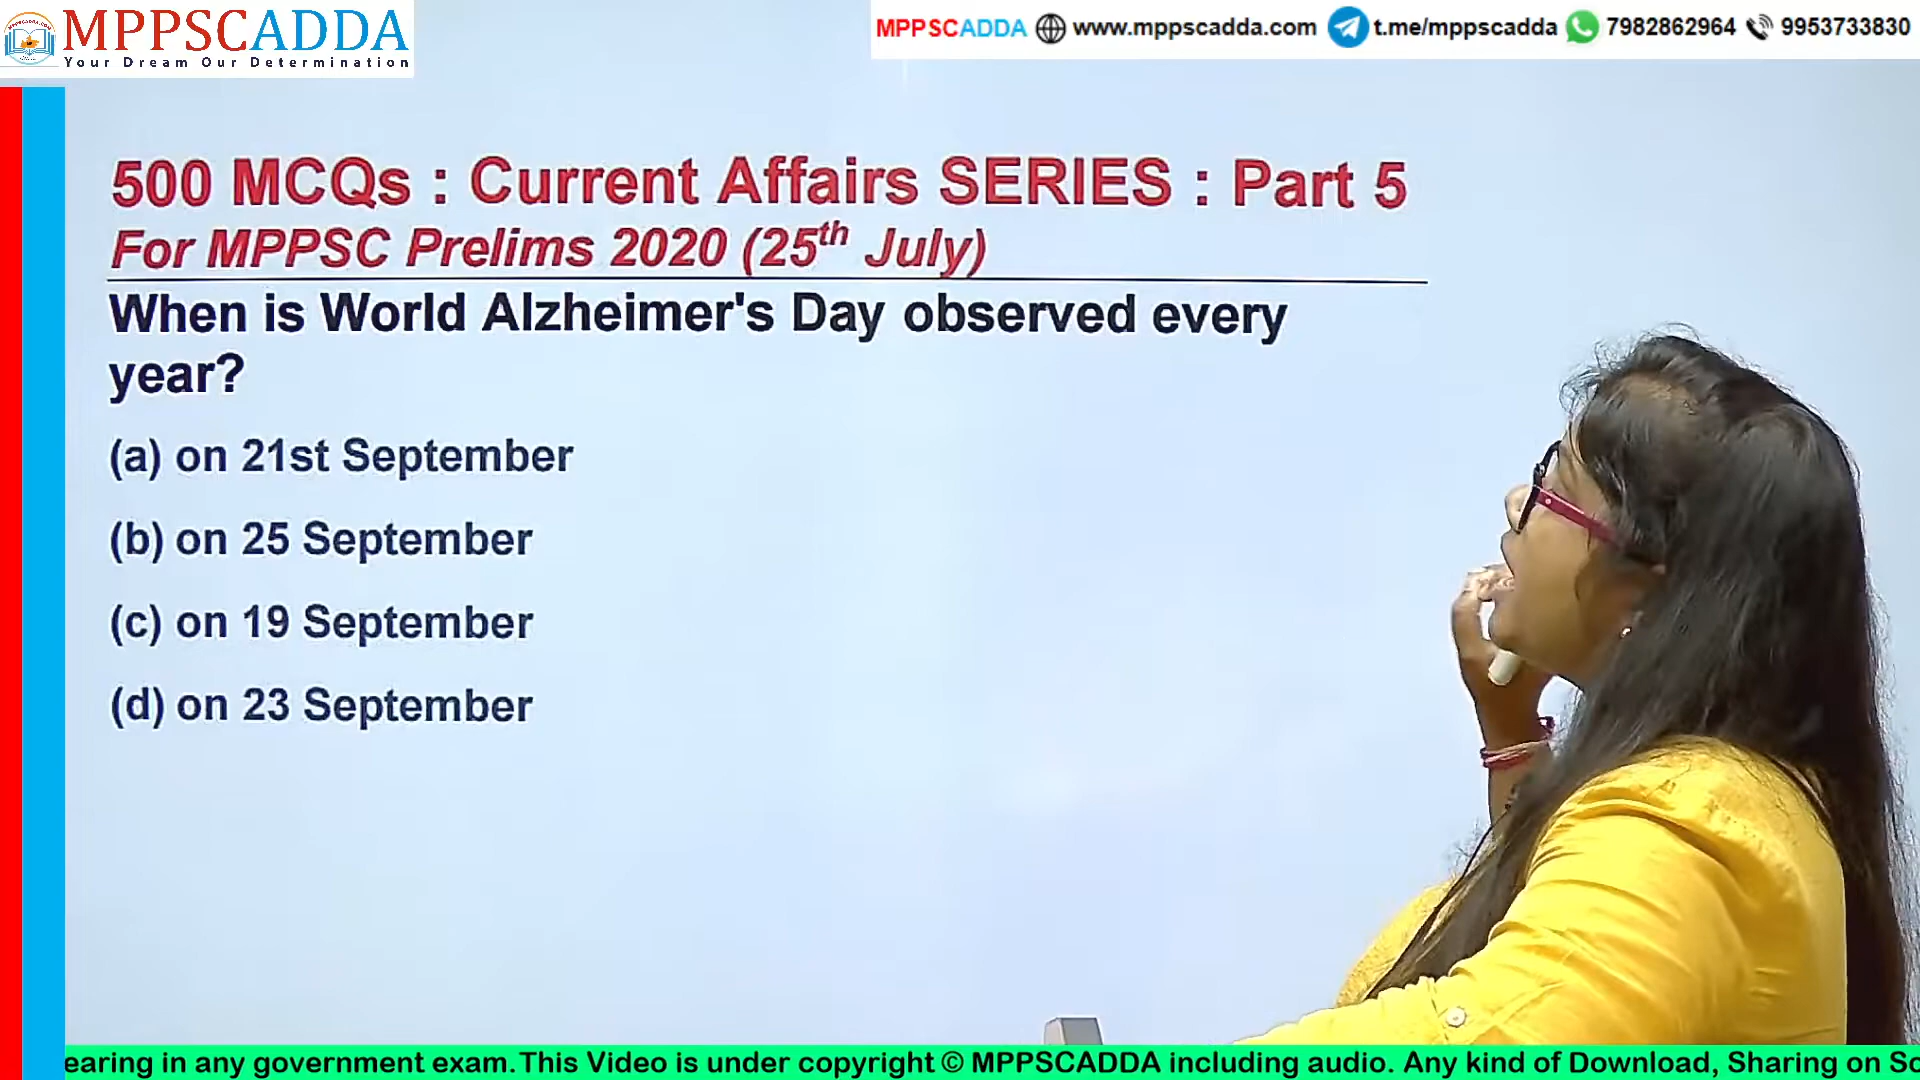 MPPSCADDA
Your Dream Our Determination
MPPSCADDA www.mppscadda.com t.me/mppscadda 7982862964 9953733830
500 MCQs : Current Affairs SERIES : Part 5
For MPPSC Prelims 2020 (25th July)
When is World Alzheimer's Day observed every
year?
(a) on 21st September
(b) on 25 September
(c) on 19 September
(d) on 23 September
earing in any government exam. This Video is under copyright © MPPSCADDA including audio. Any kind of Download, Sharing on Sc